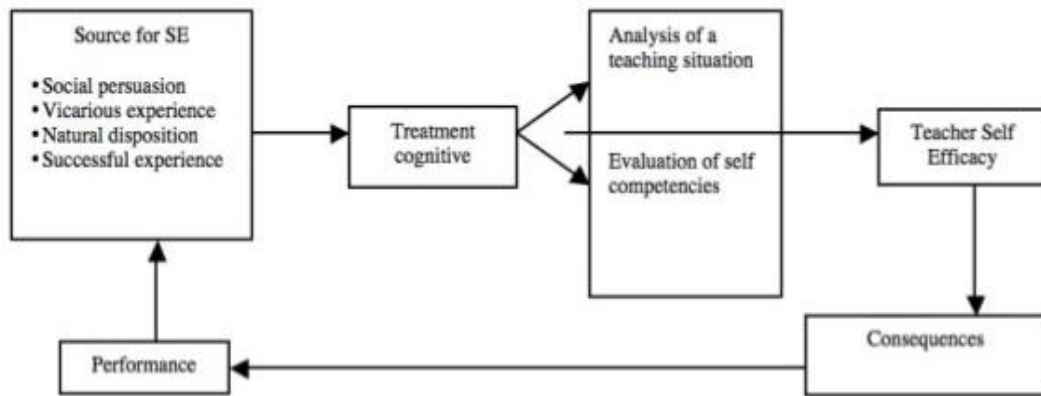 Source for SE
• Social persuasion
• Vicarious experience
• Natural disposition
• Successful experience
Treatment
cognitive
Analysis of a
teaching situation
Evaluation of self
competencies
Teacher Self
Efficacy
Consequences
Performance